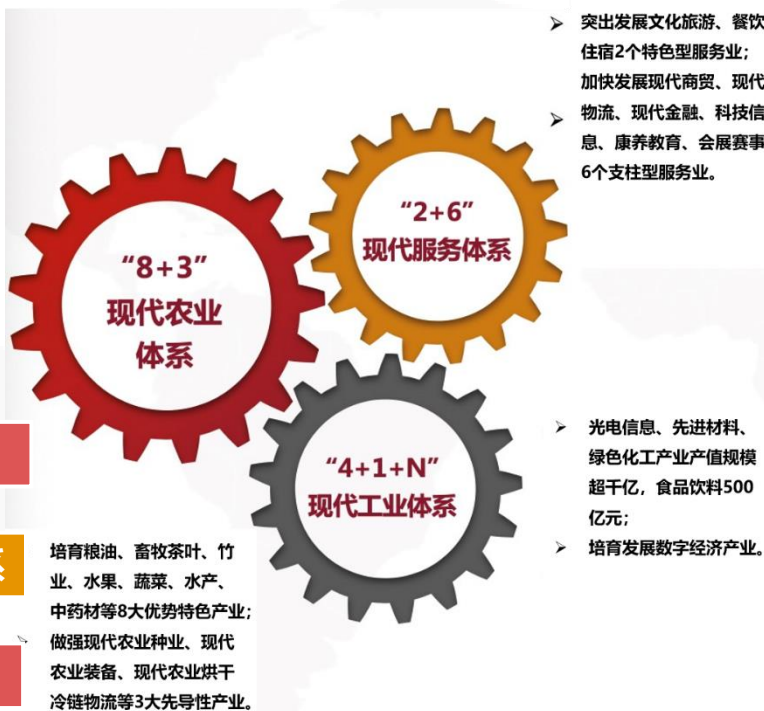 突出发展文化旅游、餐饮
住宿2个特色型服务业；
加快发展现代商贸、现代
物流、现代金融、科技信
息、康养教育、会展赛事
6个支柱型服务业。
“2+6”
现代服务体系
“8+3”
现代农业
体系
“4+1+N”
现代工业体系
光电信息、先进材料、
绿色化工产业产值规模
超千亿，食品饮料500
亿元；
培育发展数字经济产业。
培育粮油、畜牧茶叶、竹
业、水果、蔬菜、水产、
中药材等8大优势特色产业；
做强现代农业种业、现代
农业装备、现代农业烘干
冷链物流等3大先导性产业。